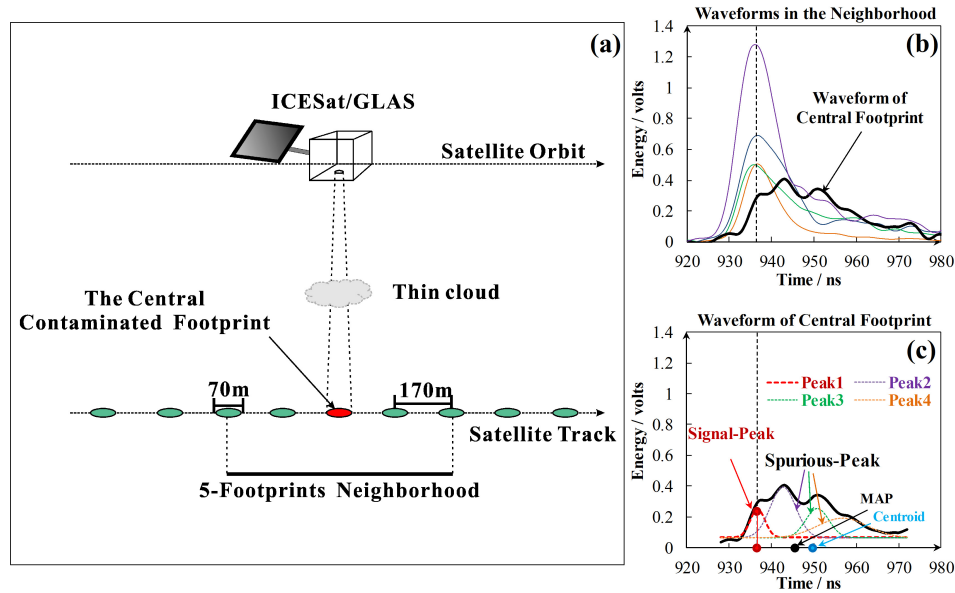 (a)
ICESat/GLAS
Satellite Orbit
Thin cloud
The Central
Contaminated Footprint
70m
170m
Satellite Track
5-Footprints Neighborhood
Waveforms in the Neighborhood
(b)
Energy / volts
1.4
1.2
1
0.8
0.6
0.4
0.2
0
Waveform of
Central Footprint
920 930 940 950 960 970 980
Time / ns
Waveform of Central Footprint
(c)
Energy / volts
1.4
1.2
1
0.8
0.6
0.4
0.2
0
Peak1 Peak2
Peak3 Peak4
Signal-Peak
Spurious-Peak
MAP
Centroid
920 930 940 950 960 970 980
Time / ns